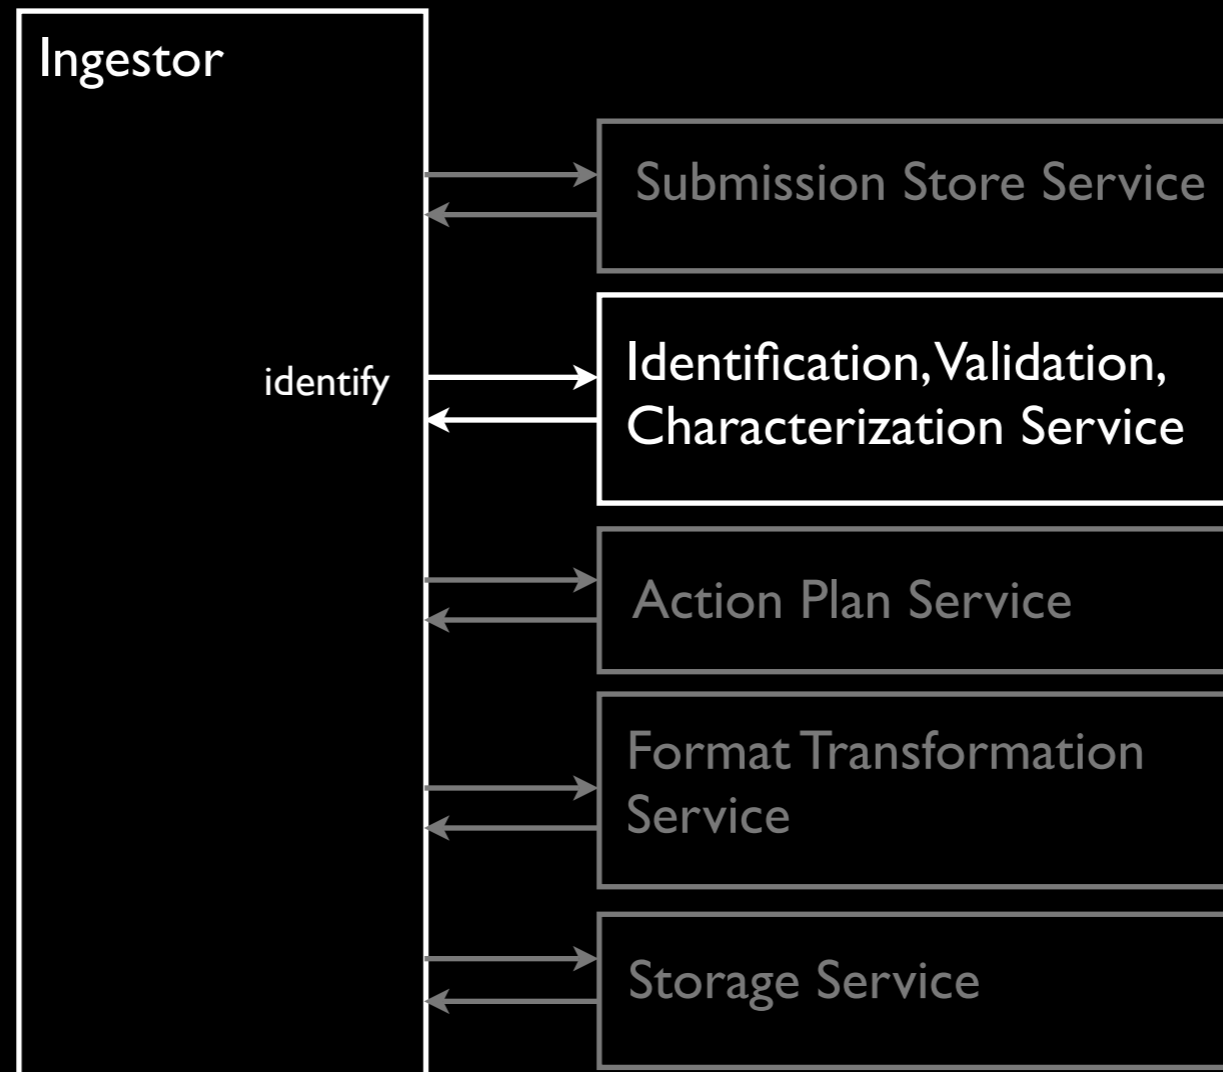 Ingestor
Submission Store Service
identify
Identification, Validation,
Characterization Service
Action Plan Service
Format Transformation
Service
Storage Service